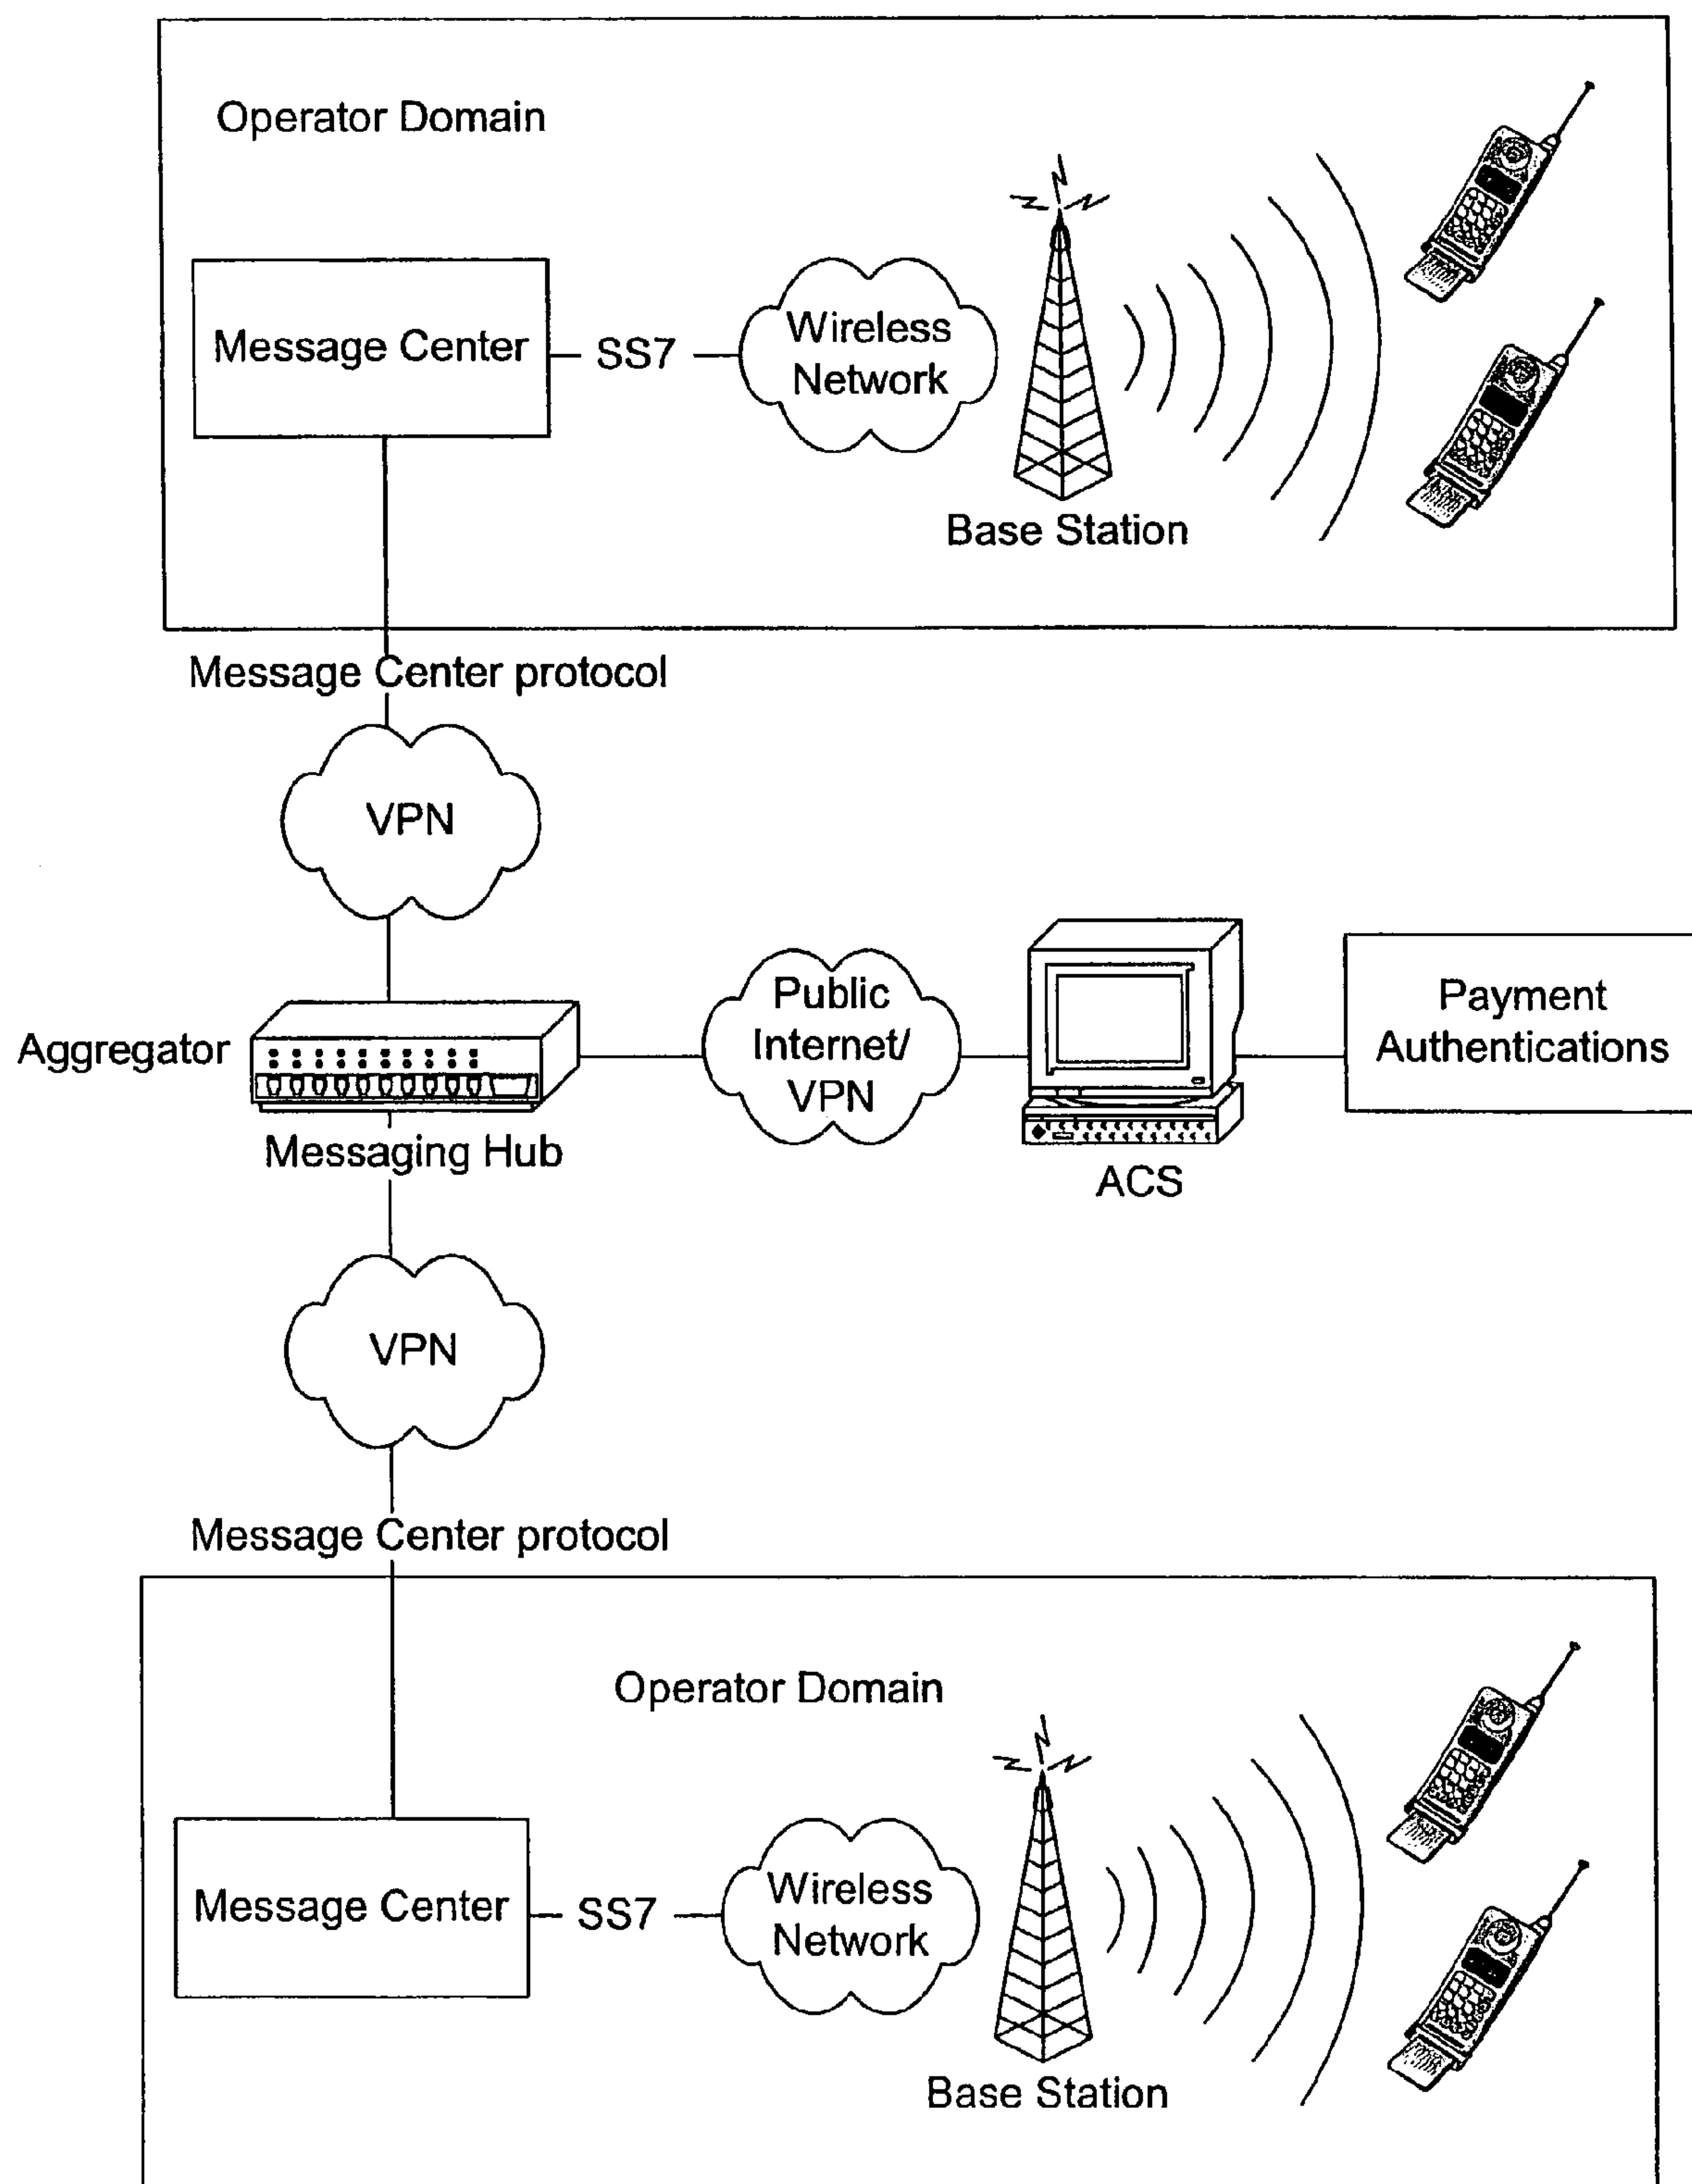 Operator Domain
Message Center
SS7
Wireless
Network
Base Station
Message Center protocol
VPN
Aggregator
Messaging Hub
Public
Internet/
VPN
ACS
Payment
Authentications
VPN
Message Center protocol
Operator Domain
Message Center
SS7
Wireless
Network
Base Station